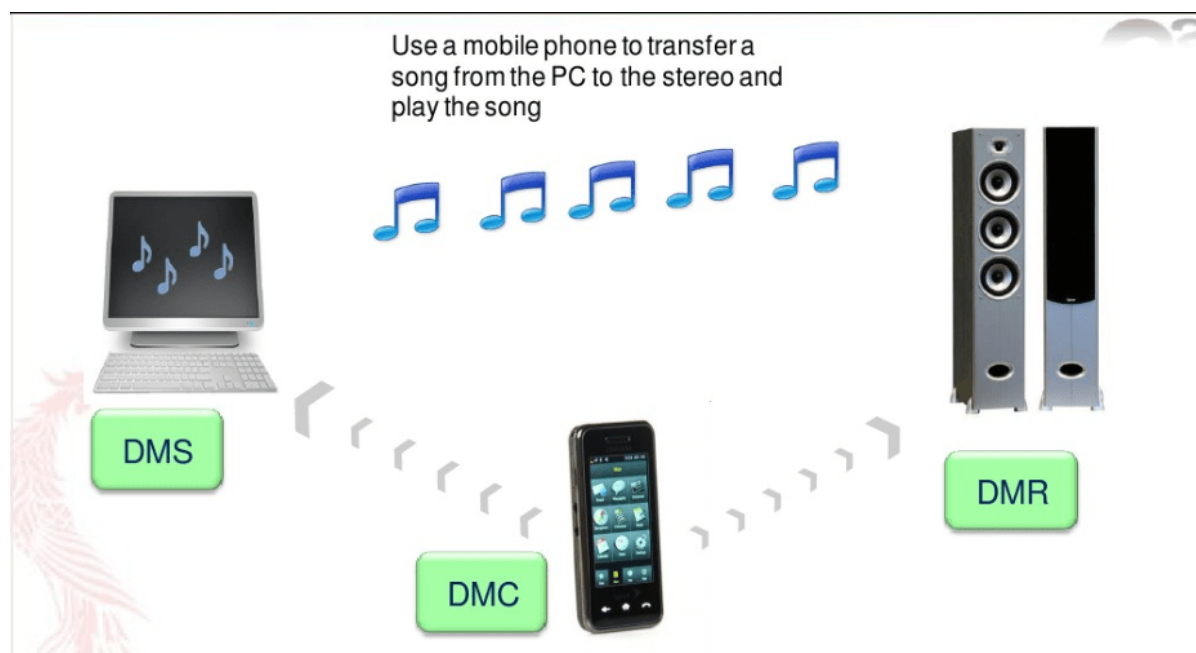 Use a mobile phone to transfer a
song from the PC to the stereo and
play the song
DMS
DMR
DMC